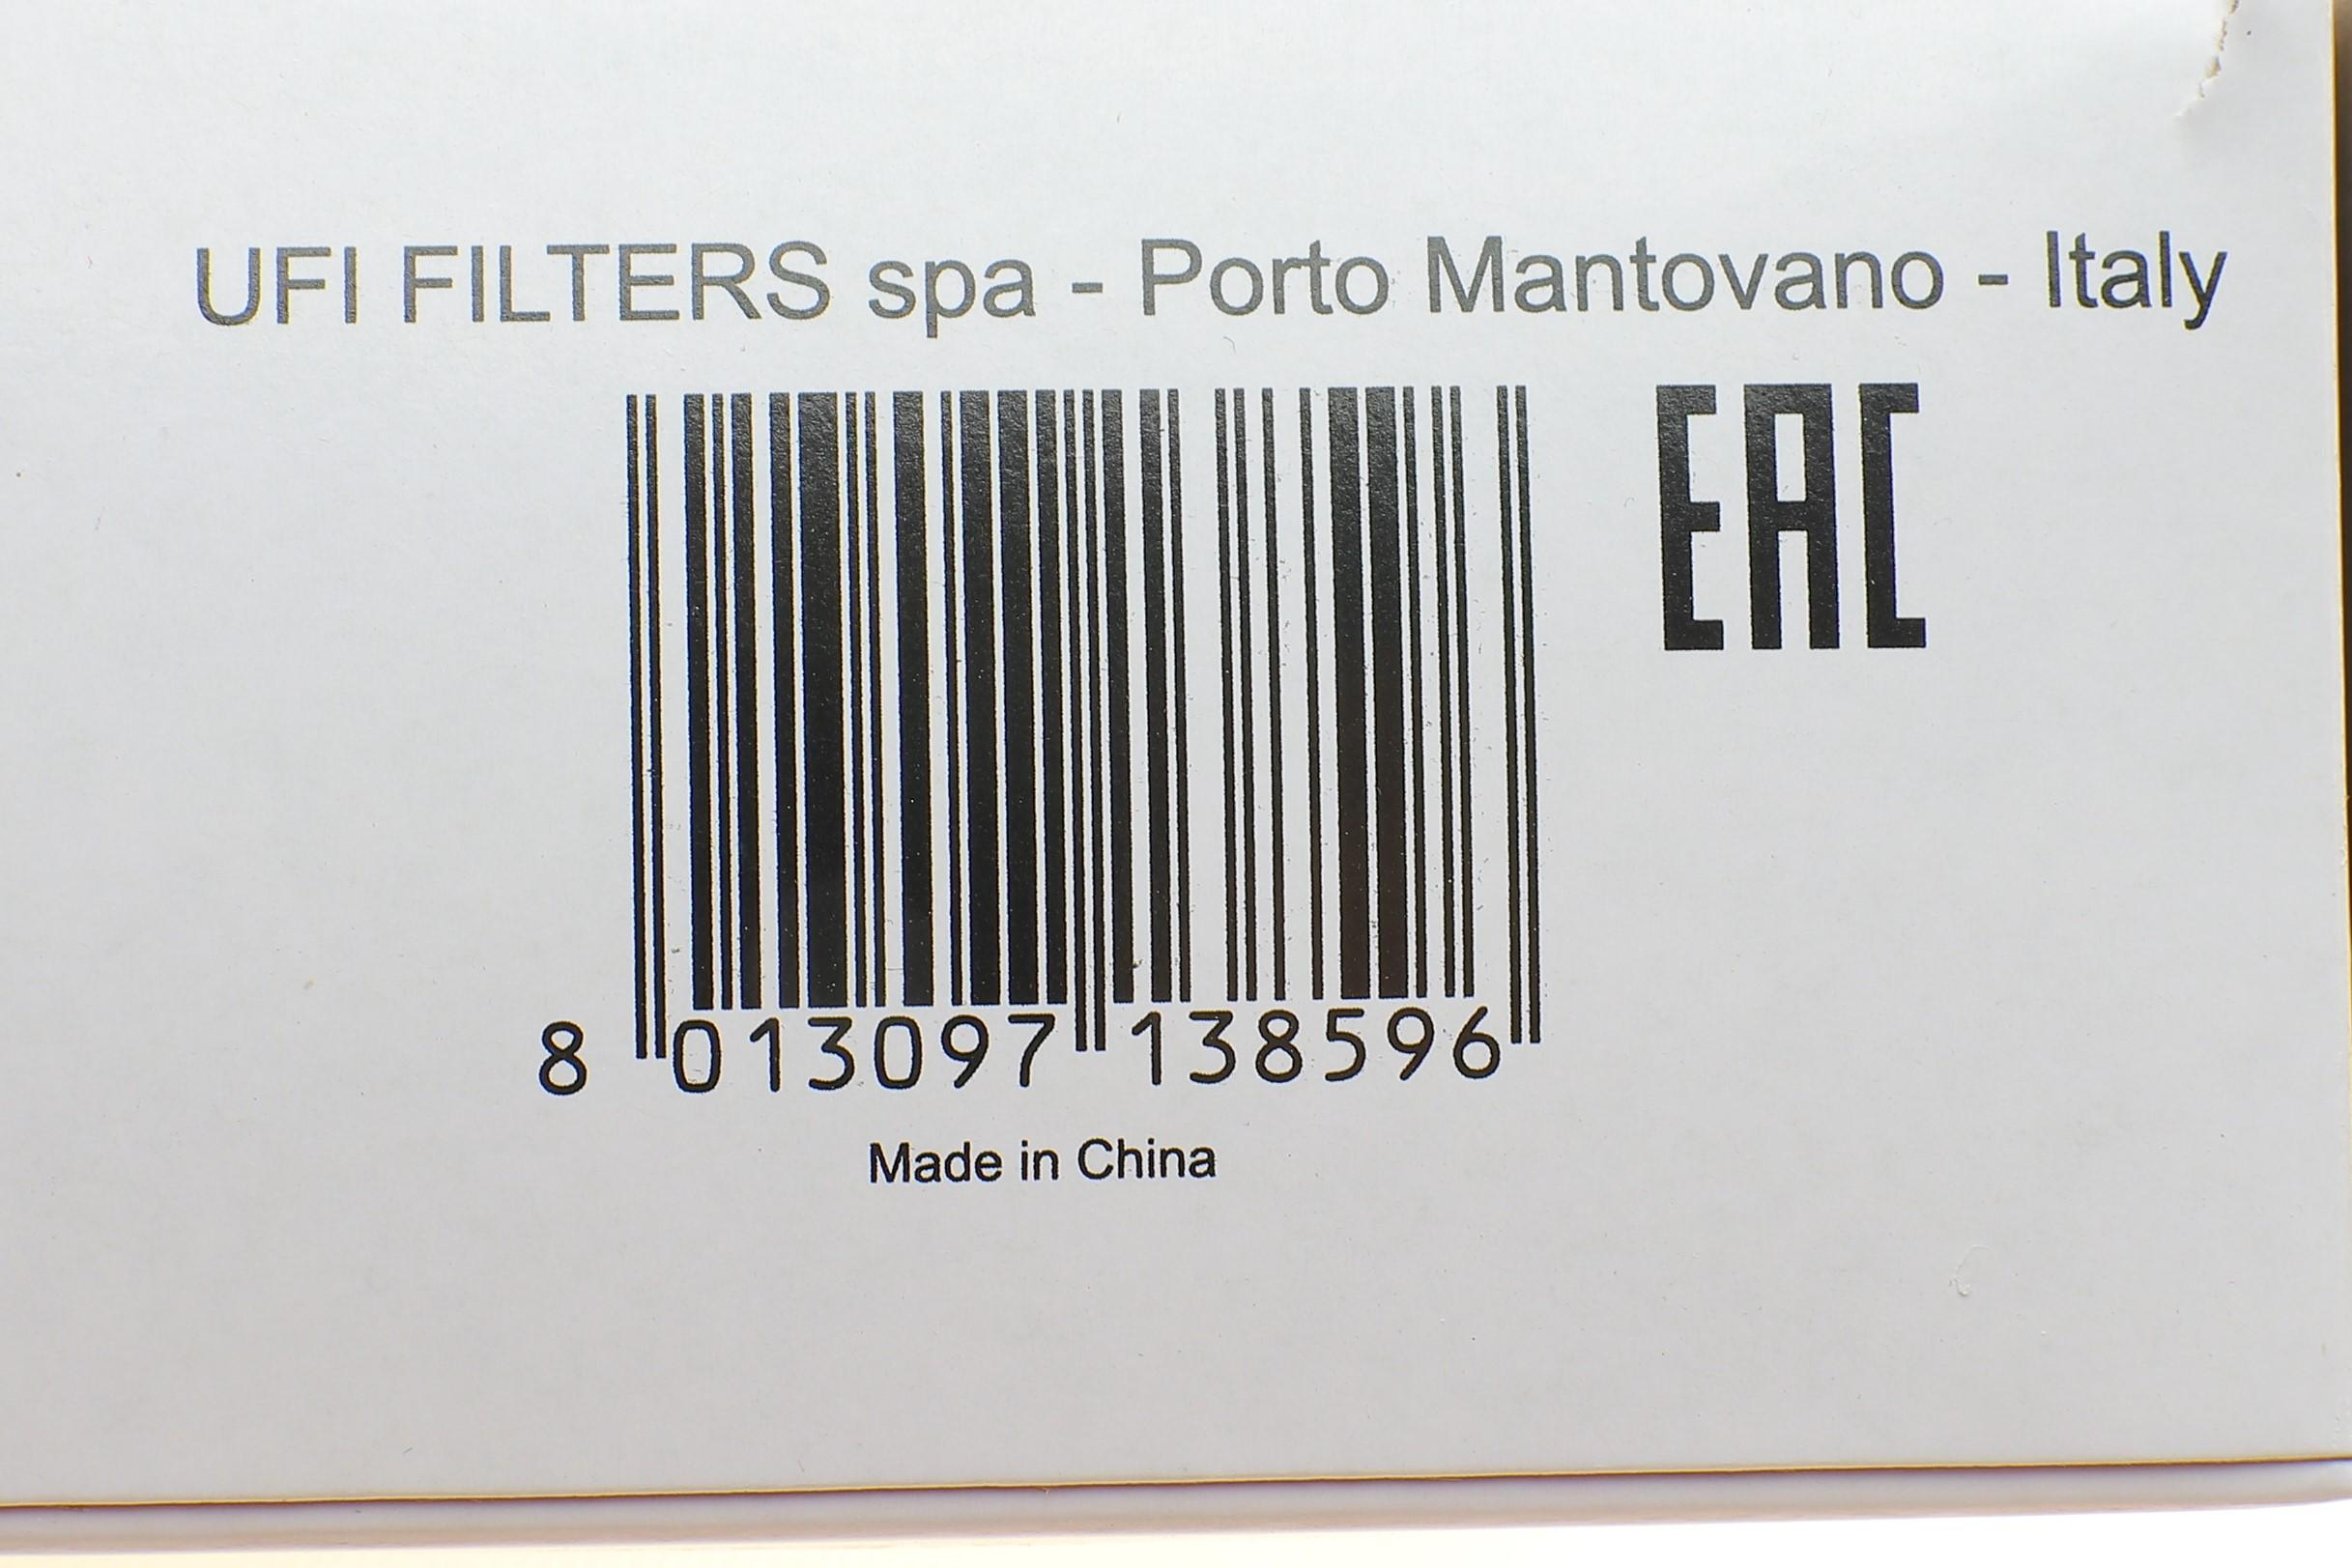 UFI FILTERS spa - Porto Mantovano - Italy
EAC
8 013097 138596
Made in China